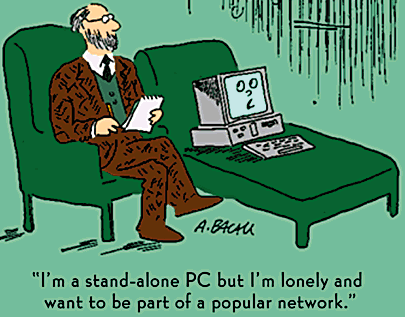 A.BACALL
"I'm a stand-alone PC but I'm lonely and
want to be part of a popular network."